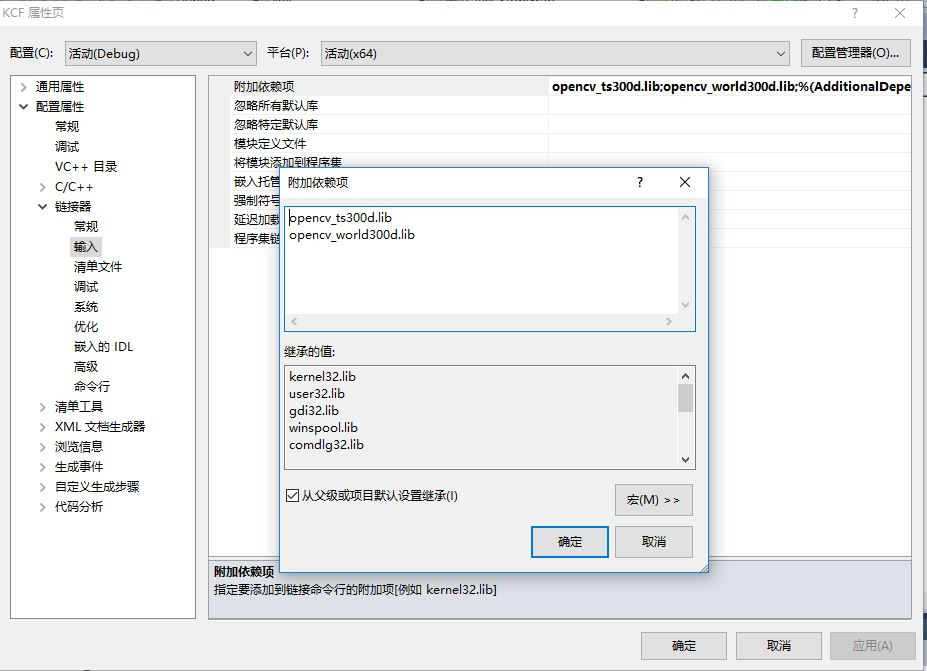 KCF 属性页
配置(C):
活动(Debug)
平台(P):
活动(x64)
配置管理器(O)...
通用属性
配置属性
常规
调试
VC++ 目录
C/C++
链接器
常规
输入
清单文件
调试
系统
优化
嵌入的 IDL
高级
命令行
清单工具
XML 文档生成器
浏览信息
生成事件
自定义生成步骤
代码分析
附加依赖项
opencv_ts300d.lib;opencv_world300d.lib;%(AdditionalDepe
忽略所有默认库
忽略特定默认库
模块定义文件
将模块添加到程序集
嵌入托管
强制符号
延迟加载
程序集链
附加依赖项
opencv_ts300d.lib
opencv_world300d.lib
继承的值:
kernel32.lib
user32.lib
gdi32.lib
winspool.lib
comdlg32.lib
从父级或项目默认设置继承(I)
宏(M) >>
确定
取消
附加依赖项
指定要添加到链接命令行的附加项[例如 kernel32.lib]
确定
取消
应用(A)